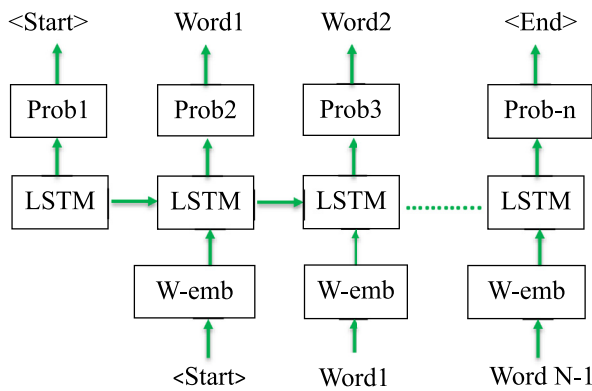 <Start> Word1 Word2 <End>
Prob1 Prob2 Prob3 Prob-n
LSTM LSTM LSTM LSTM
W-emb W-emb W-emb
<Start> Word1 Word N-1